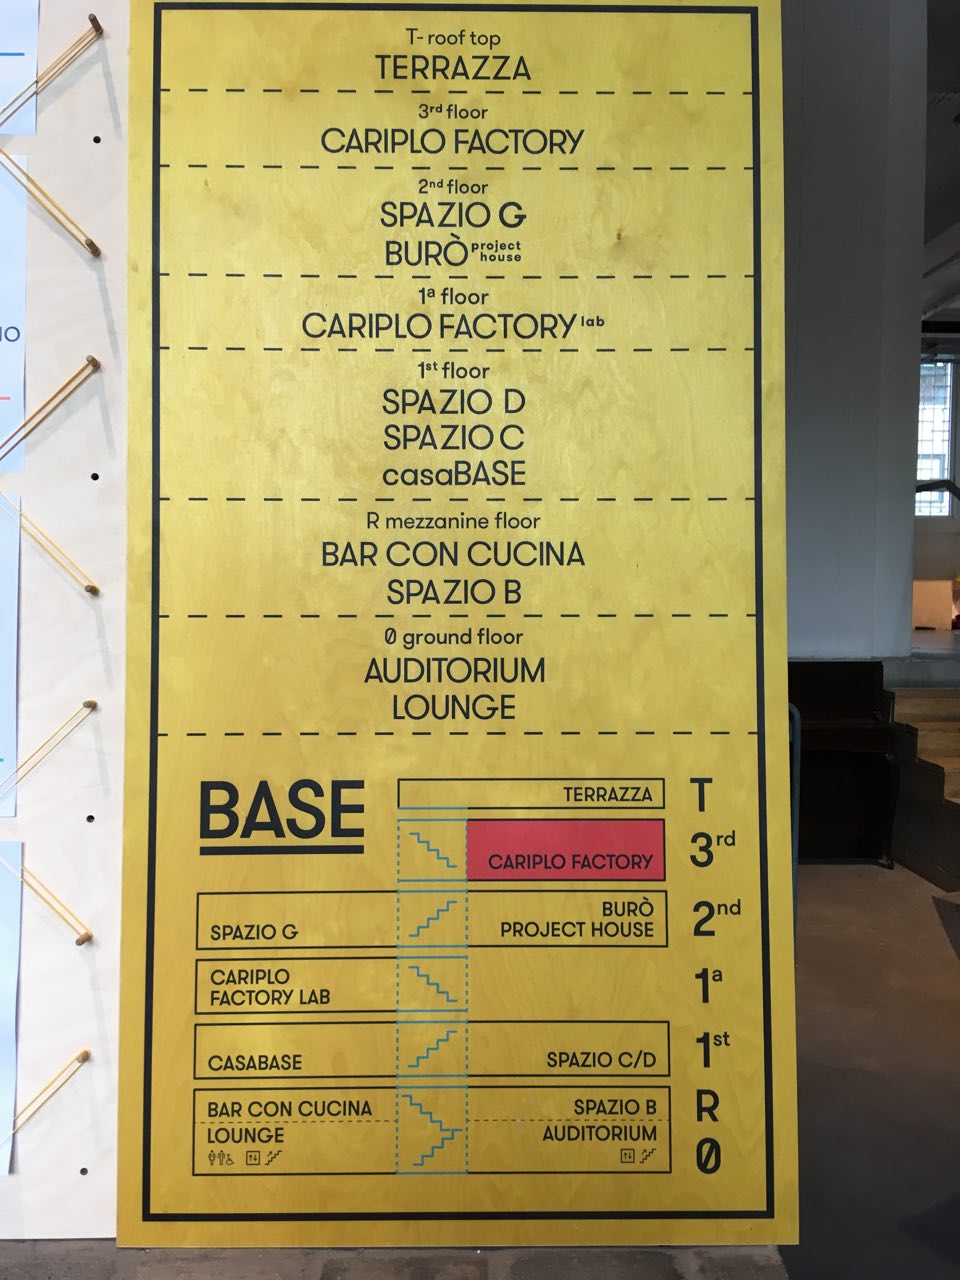 T- roof top
TERRAZZA
3rd floor
CARIPLO FACTORY
2nd floor
SPAZIO G
BURÒ project house
1a floor
CARIPLO FACTORY lab
1st floor
SPAZIO D
SPAZIO C
casaBASE
R mezzanine floor
BAR CON CUCINA
SPAZIO B
0 ground floor
AUDITORIUM
LOUNGE
BASE
TERRAZZA T
CARIPLO FACTORY 3rd
SPAZIO G
BURÒ
PROJECT HOUSE
2nd
CARIPLO
FACTORY LAB
1a
CASABASE SPAZIO C/D 1st
BAR CON CUCINA SPAZIO B R
LOUNGE AUDITORIUM 0